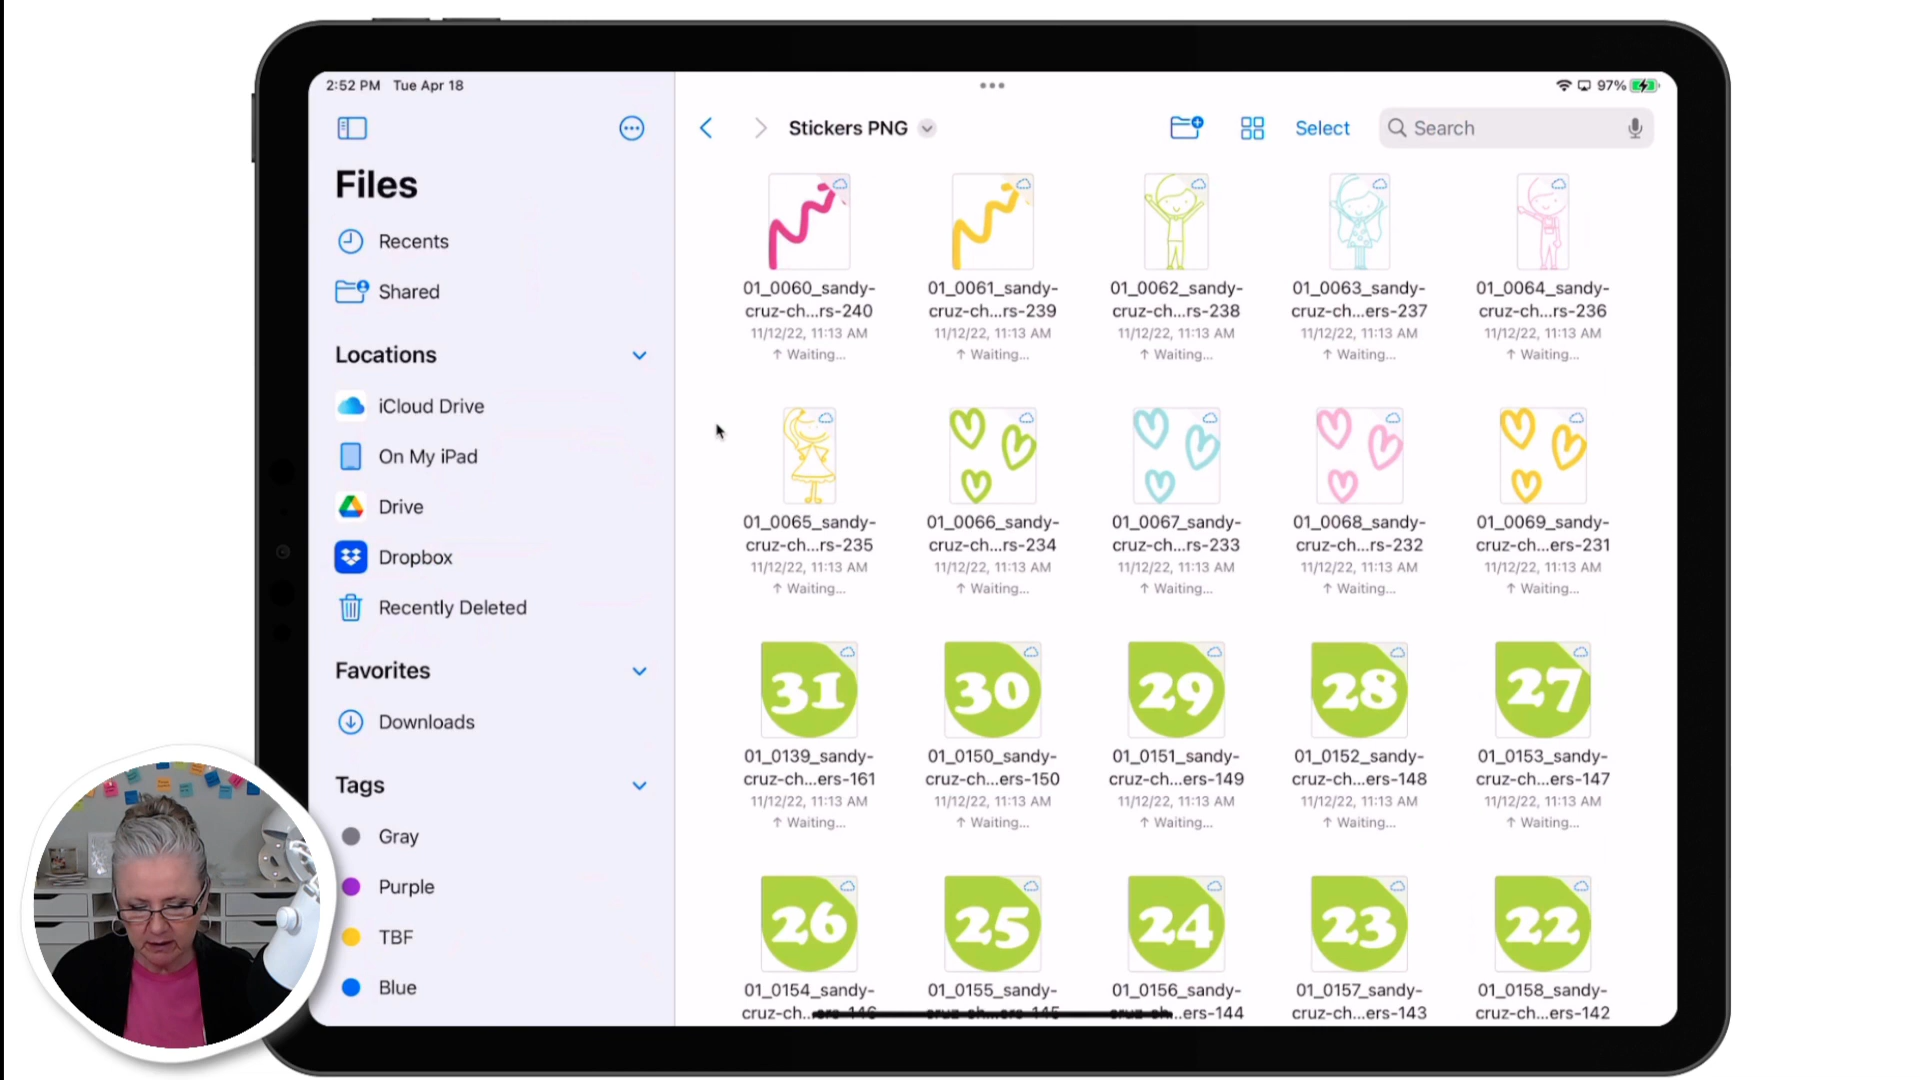 2:52 PM Tue Apr 18
97%
Stickers PNG
Select
Search
Files
Recents
Shared
Locations
iCloud Drive
On My iPad
Drive
Dropbox
Recently Deleted
Favorites
Downloads
Tags
Gray
Purple
TBF
Blue
01_0060_sandy-
cruz-ch...rs-240
11/12/22, 11:13 AM
↑ Waiting...
01_0061_sandy-
cruz-ch...rs-239
11/12/22, 11:13 AM
↑ Waiting...
01_0062_sandy-
cruz-ch...rs-238
11/12/22, 11:13 AM
↑ Waiting...
01_0063_sandy-
cruz-ch...ers-237
11/12/22, 11:13 AM
↑ Waiting...
01_0064_sandy-
cruz-ch...rs-236
11/12/22, 11:13 AM
↑ Waiting...
01_0065_sandy-
cruz-ch...rs-235
11/12/22, 11:13 AM
↑ Waiting...
01_0066_sandy-
cruz-ch...rs-234
11/12/22, 11:13 AM
↑ Waiting...
01_0067_sandy-
cruz-ch...rs-233
11/12/22, 11:13 AM
↑ Waiting...
01_0068_sandy-
cruz-ch...rs-232
11/12/22, 11:13 AM
↑ Waiting...
01_0069_sandy-
cruz-ch...ers-231
11/12/22, 11:13 AM
↑ Waiting...
31
01_0139_sandy-
cruz-ch...ers-161
11/12/22, 11:13 AM
↑ Waiting...
30
01_0150_sandy-
cruz-ch...ers-150
11/12/22, 11:13 AM
↑ Waiting...
29
01_0151_sandy-
cruz-ch...ers-149
11/12/22, 11:13 AM
↑ Waiting...
28
01_0152_sandy-
cruz-ch...ers-148
11/12/22, 11:13 AM
↑ Waiting...
27
01_0153_sandy-
cruz-ch...ers-147
11/12/22, 11:13 AM
↑ Waiting...
26
01_0154_sandy-
cruz-ch...ers-146
25
01_0155_sandy-
cruz-ch...ers-145
24
01_0156_sandy-
cruz-ch...ers-144
23
01_0157_sandy-
cruz-ch...ers-143
22
01_0158_sandy-
cruz-ch...ers-142